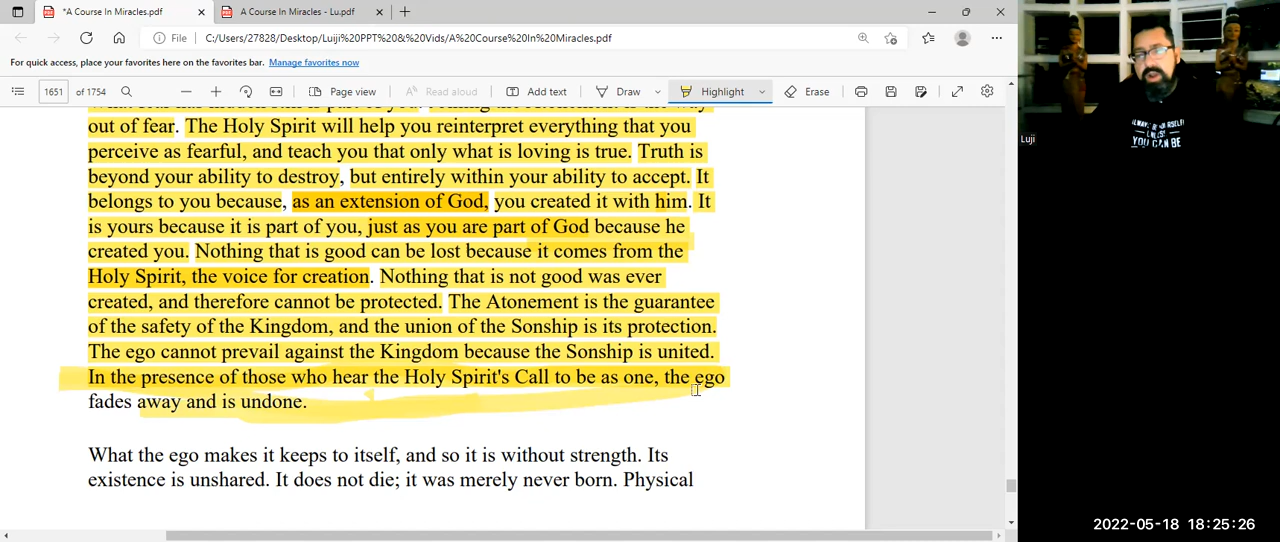 *A Course In Miracles.pdf
A Course In Miracles - Lu.pdf
File
C:/Users/27828/Desktop/Luiji%20PPT%20&%20Vids/A%20Course%20In%20Miracles.pdf
For quick access, place your favorites here on the favorites bar. Manage favorites now
1651 of 1754
Page view
Read aloud
Add text
Draw
Highlight
Erase
out of fear. The Holy Spirit will help you reinterpret everything that you
perceive as fearful, and teach you that only what is loving is true. Truth is
beyond your ability to destroy, but entirely within your ability to accept. It
belongs to you because, as an extension of God, you created it with him. It
is yours because it is part of you, just as you are part of God because he
created you. Nothing that is good can be lost because it comes from the
Holy Spirit, the voice for creation. Nothing that is not good was ever
created, and therefore cannot be protected. The Atonement is the guarantee
of the safety of the Kingdom, and the union of the Sonship is its protection.
The ego cannot prevail against the Kingdom because the Sonship is united.
In the presence of those who hear the Holy Spirit's Call to be as one, the ego
fades away and is undone.
What the ego makes it keeps to itself, and so it is without strength. Its
existence is unshared. It does not die; it was merely never born. Physical
Luji
ALWAYS BE YOURSELF
UNLESS
YOU CAN BE
2022-05-18 18:25:26